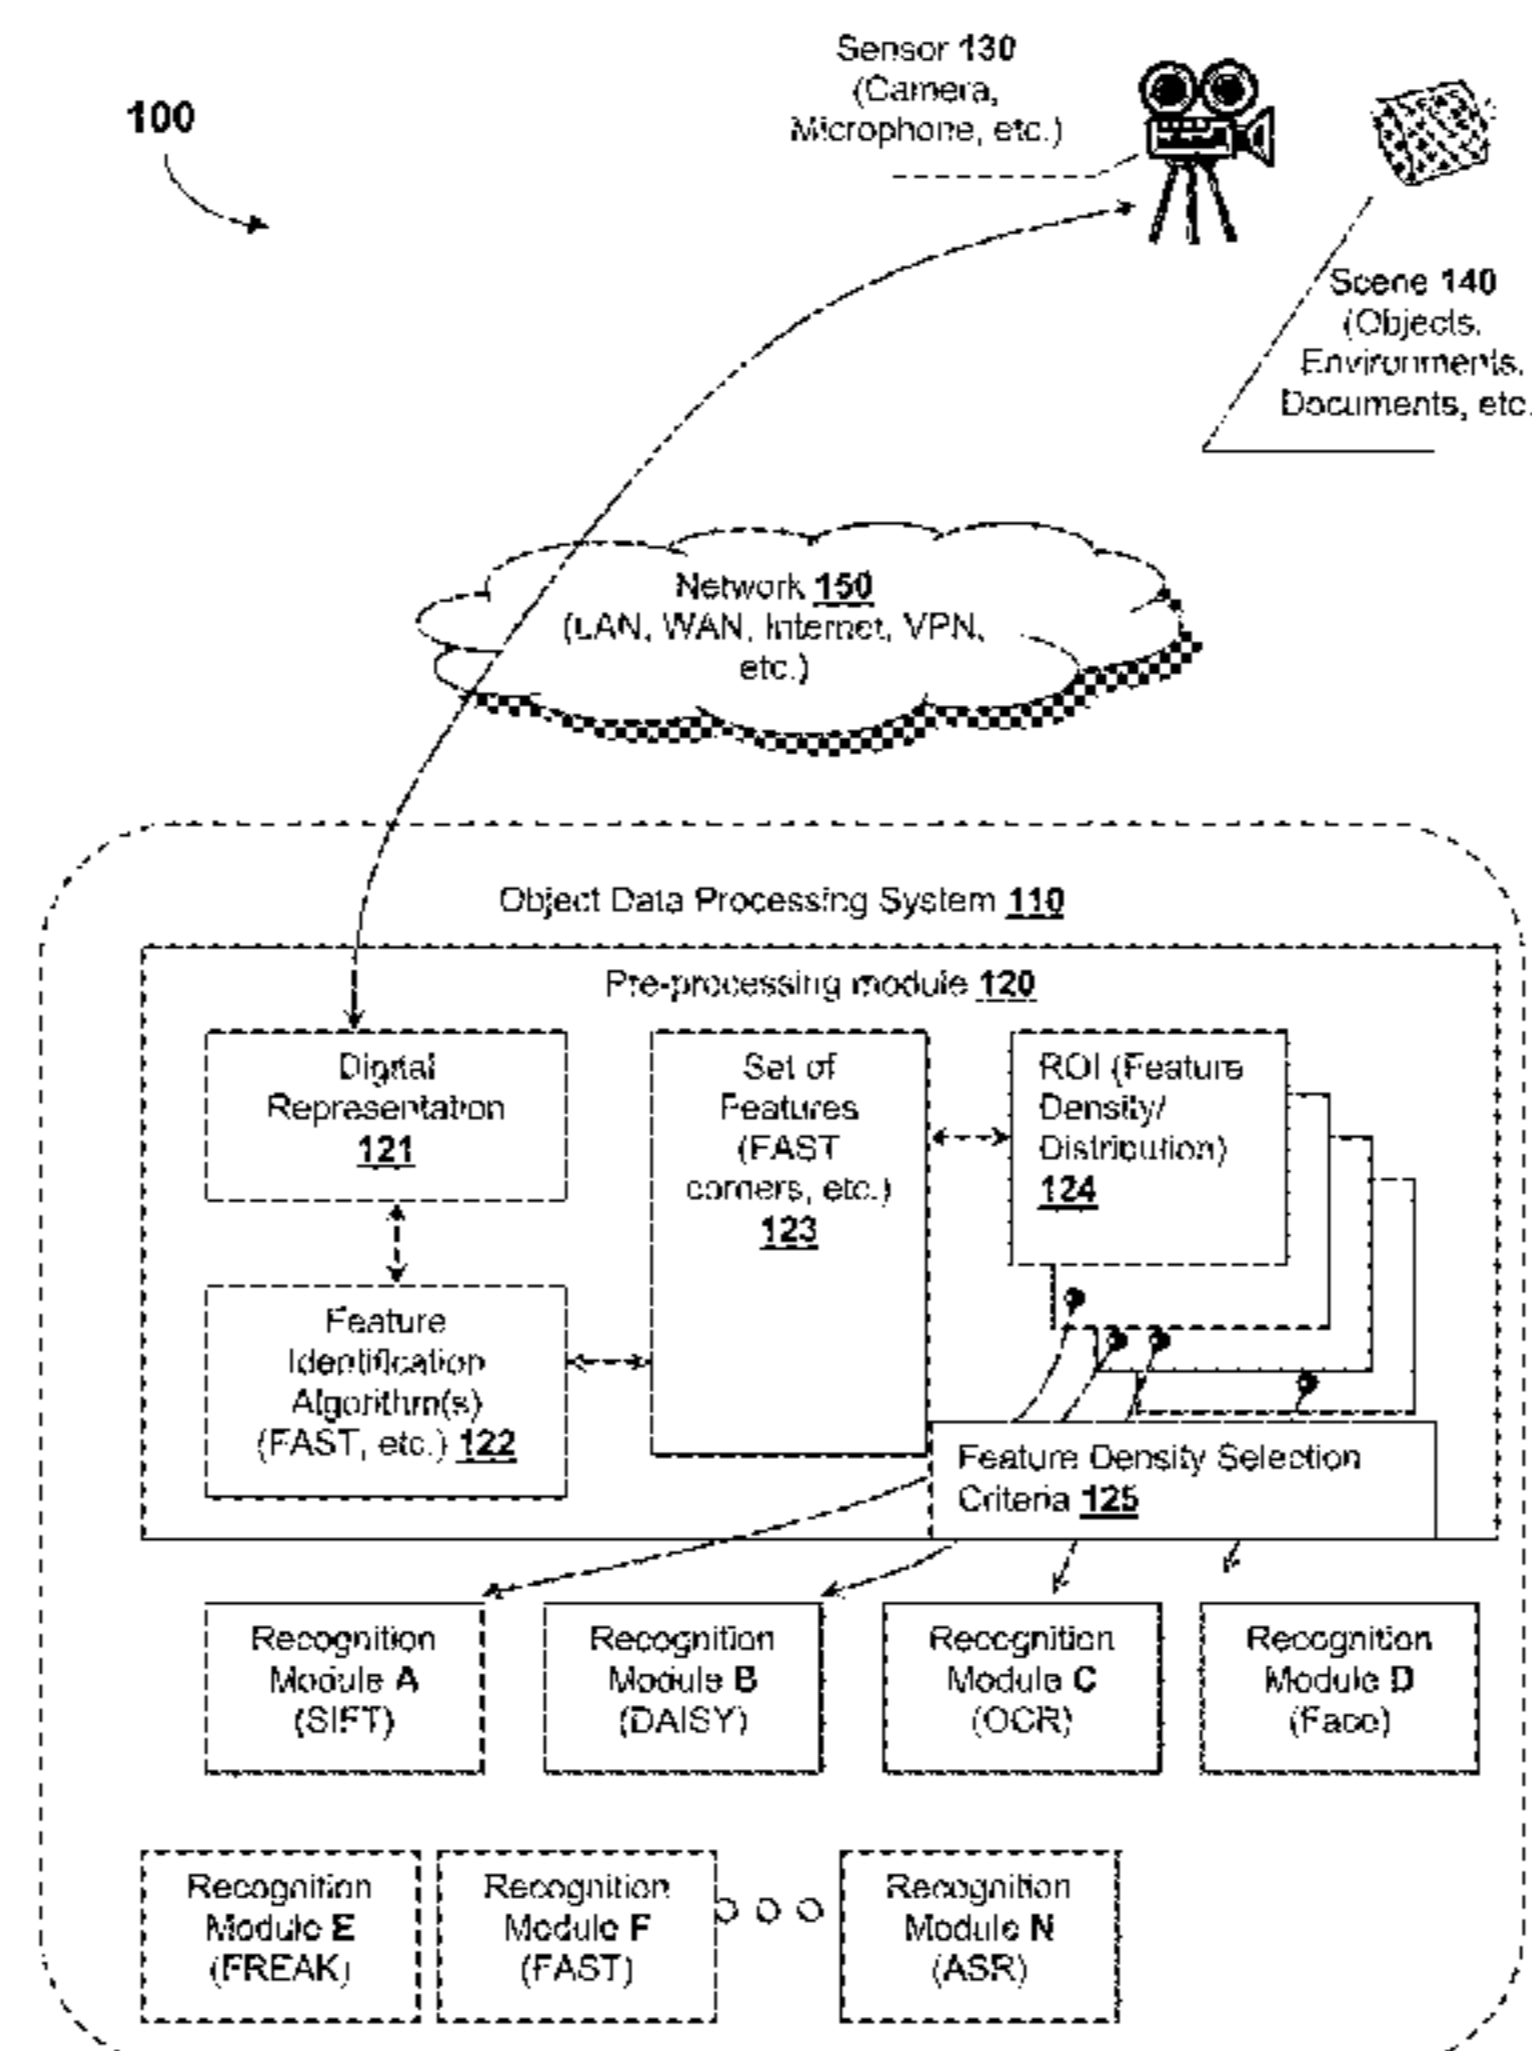 100
Sensor 130
(Camera,
Microphone, etc.)
Scene 140
(Objects,
Environments,
Documents, etc.
Network 150
(LAN, WAN, Internet, VPN,
etc.)
Object Data Processing System 110
Pre-processing module 120
Digital
Representation
121
Set of
Features
(FAST
corners, etc.)
123
ROI (Feature
Density/
Distribution)
124
Feature
Identification
Algorithm(s)
(FAST, etc.) 122
Feature Density Selection
Criteria 125
Recognition
Module A
(SIFT)
Recognition
Module B
(DAISY)
Recognition
Module C
(OCR)
Recognition
Module D
(Face)
Recognition
Module E
(FREAK)
Recognition
Module F
(FAST)
Recognition
Module N
(ASR)